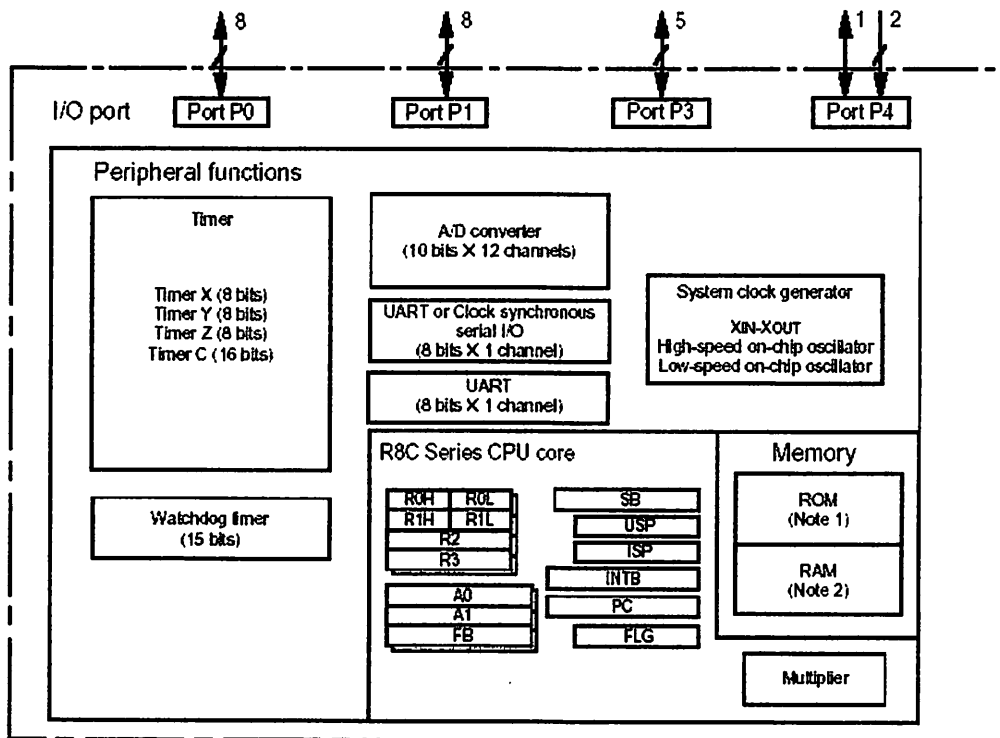 8
8
5
1
2
I/O port
Port P0
Port P1
Port P3
Port P4
Peripheral functions
Timer
Timer X (8 bits)
Timer Y (8 bits)
Timer Z (8 bits)
Timer C (16 bits)
Watchdog timer
(15 bits)
A/D converter
(10 bits X 12 channels)
UART or Clock synchronous
serial I/O
(8 bits X 1 channel)
UART
(8 bits X 1 channel)
System clock generator
XIN-XOUT
High-speed on-chip oscillator
Low-speed on-chip oscillator
R8C Series CPU core
R0H R0L
R1H R1L
R2
R3
A0
A1
FB
SB
USP
ISP
INTB
PC
FLG
Memory
ROM
(Note 1)
RAM
(Note 2)
Multiplier